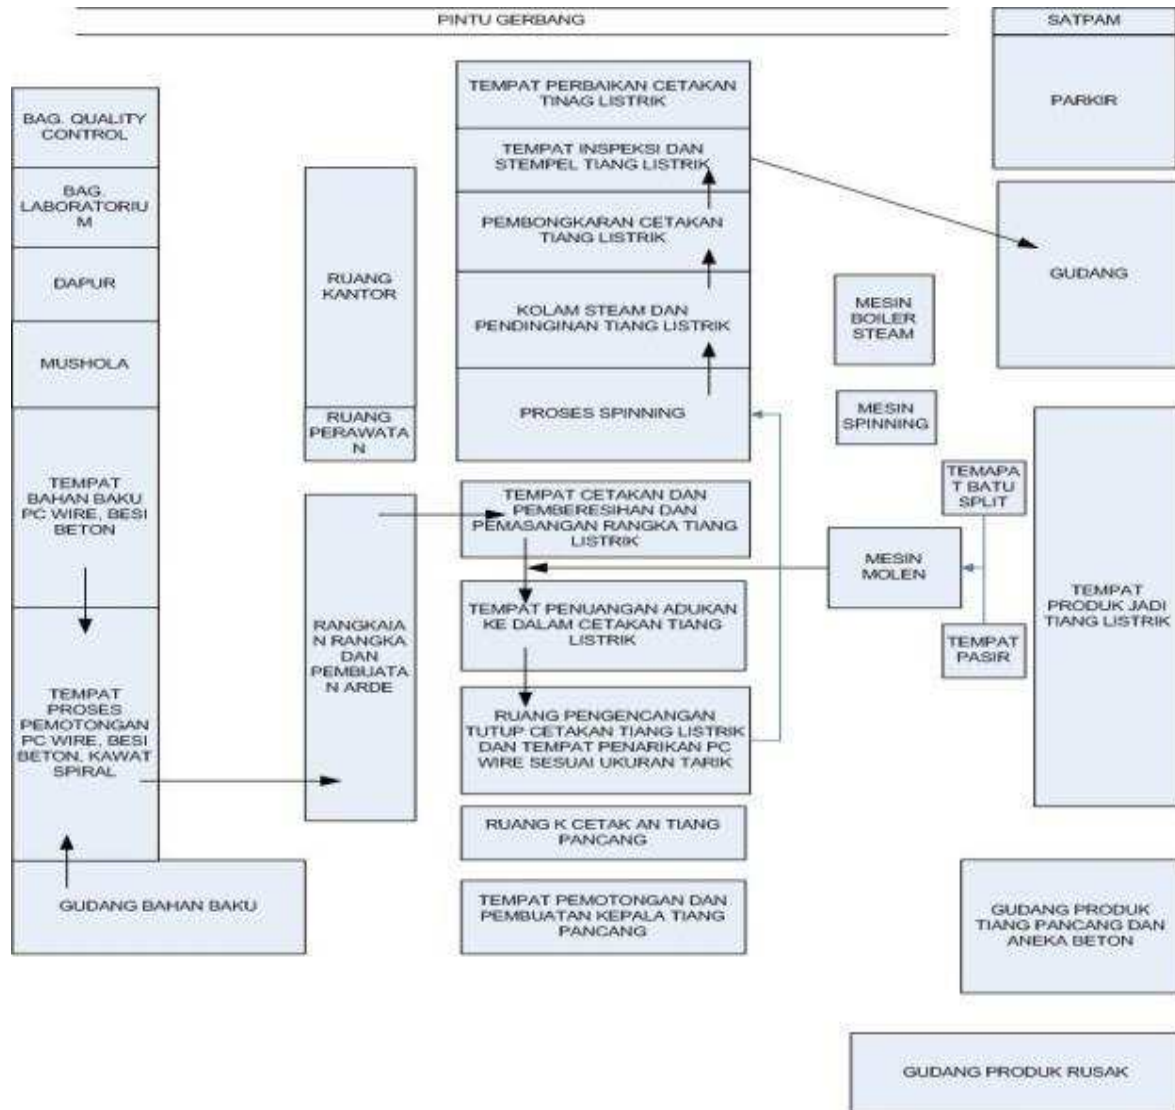 PINTU GERBANG
SATPAM
PARKIR
GUDANG
BAG. QUALITY
CONTROL
BAG.
LABORATORIU
M
DAPUR
MUSHOLA
TEMPAT
BAHAN BAKU
PC WIRE, BESI
BETON
TEMPAT
PROSES
PEMOTONGAN
PC WIRE, BESI
BETON, KAWAT
SPIRAL
GUDANG BAHAN BAKU
RUANG
KANTOR
RUANG
PERAWATA
N
RANGKAIA
N RANGKA
DAN
PEMBUATA
N ARDE
TEMPAT PERBAIKAN CETAKAN
TINAG LISTRIK
TEMPAT INSPEKSI DAN
STEMPEL TIANG LISTRIK
PEMBONGKARAN CETAKAN
TIANG LISTRIK
KOLAM STEAM DAN
PENDINGINAN TIANG LISTRIK
PROSES SPINNING
TEMPAT CETAKAN DAN
PEMBERESIHAN DAN
PEMASANGAN RANGKA TIANG
LISTRIK
TEMPAT PENUANGAN ADUKAN
KE DALAM CETAKAN TIANG
LISTRIK
RUANG PENGENCANGAN
TUTUP CETAKAN TIANG LISTRIK
DAN TEMPAT PENARIKAN PC
WIRE SESUAI UKURAN TARIK
RUANG K CETAK AN TIANG
PANCANG
TEMPAT PEMOTONGAN DAN
PEMBUATAN KEPALA TIANG
PANCANG
MESIN
BOILER
STEAM
MESIN
SPINNING
TEMAPA
T BATU
SPLIT
MESIN
MOLEN
TEMPAT
PASIR
TEMPAT
PRODUK JADI
TIANG LISTRIK
GUDANG PRODUK
TIANG PANCANG DAN
ANEKA BETON
GUDANG PRODUK RUSAK